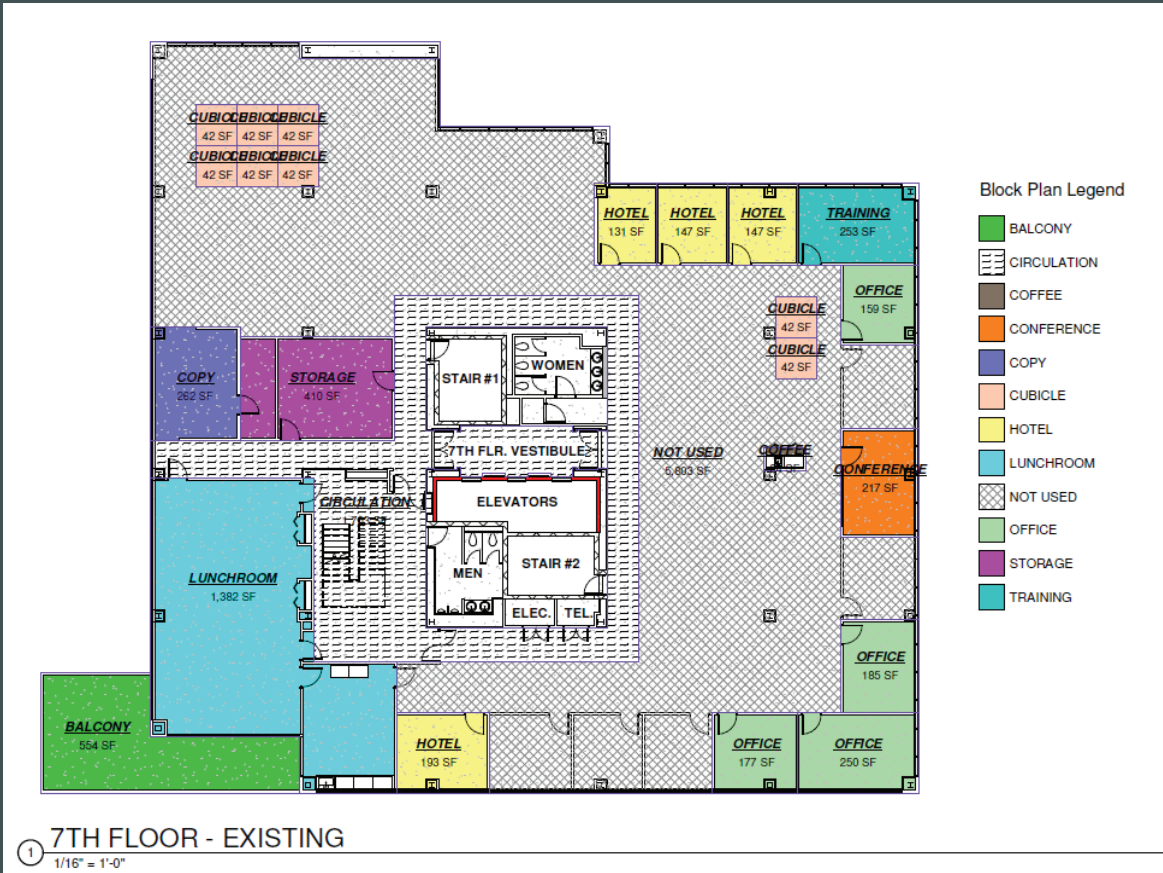 CUBICLE CUBICLE CUBICLE
42 SF 42 SF 42 SF
CUBICLE CUBICLE CUBICLE
42 SF 42 SF 42 SF
HOTEL HOTEL HOTEL TRAINING
131 SF 147 SF 147 SF 253 SF
OFFICE
159 SF
CUBICLE
42 SF
CUBICLE
42 SF
COPY
262 SF
STORAGE
410 SF
STAIR #1
WOMEN
7TH FLR. VESTIBULE
NOT USED
5,803 SF
COFFEE
CONFERENCE
217 SF
CIRCULATION
ELEVATORS
LUNCHROOM
1,382 SF
MEN
STAIR #2
ELEC. TEL.
OFFICE
185 SF
BALCONY
554 SF
HOTEL
193 SF
OFFICE
177 SF
OFFICE
250 SF
Block Plan Legend
BALCONY
CIRCULATION
COFFEE
CONFERENCE
COPY
CUBICLE
HOTEL
LUNCHROOM
NOT USED
OFFICE
STORAGE
TRAINING
1 7TH FLOOR - EXISTING
1/16" = 1'-0"